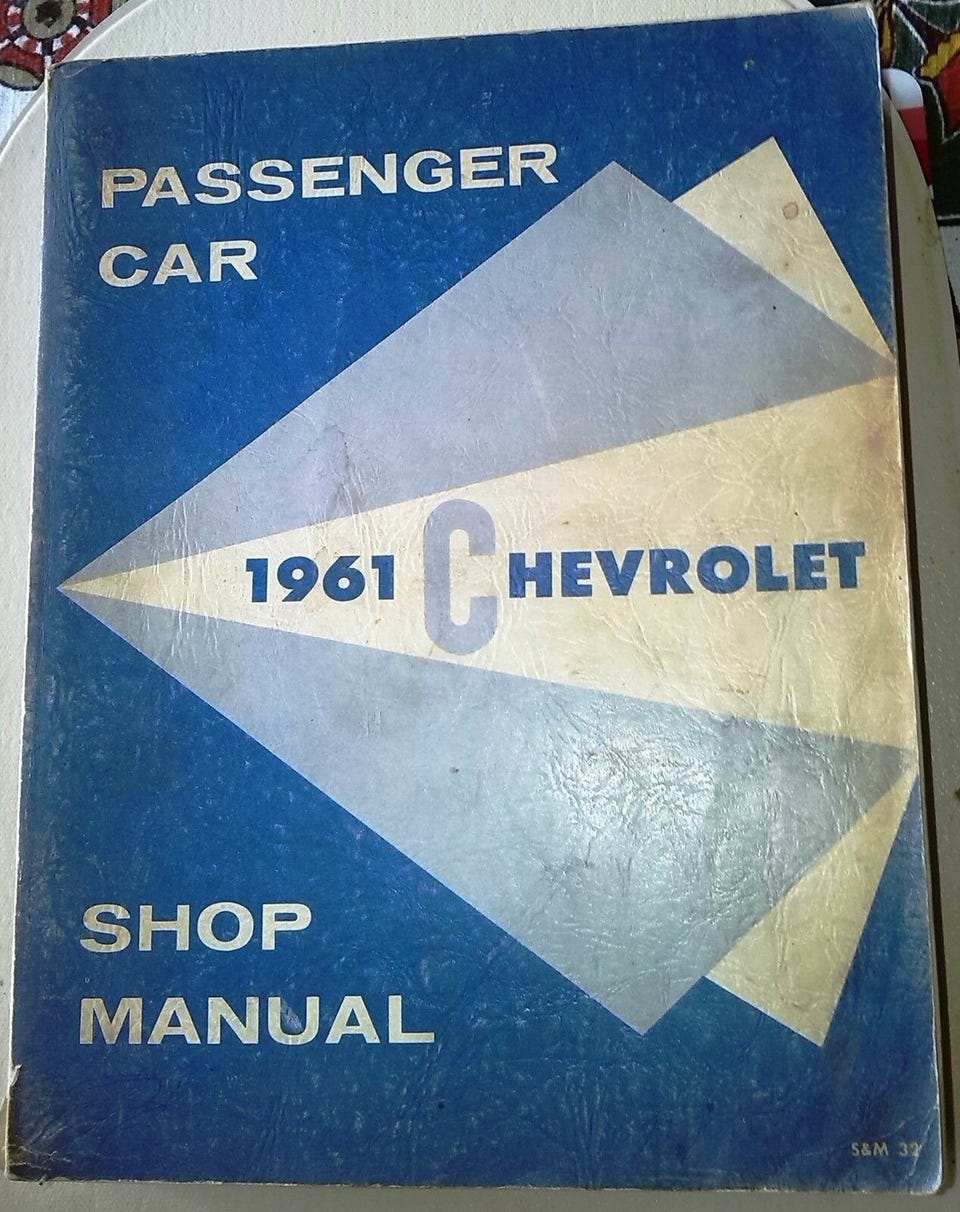 PASSENGER
CAR
1961 CHEVROLET
SHOP
MANUAL
S&M 32